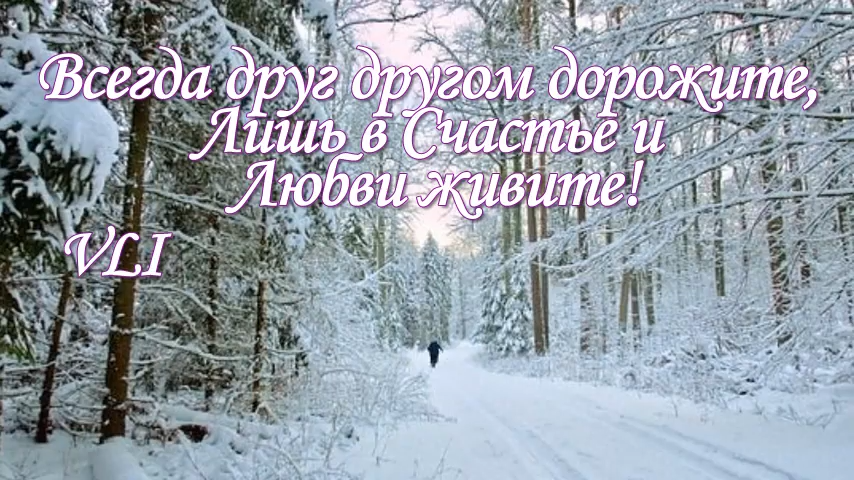 Всегда друг другом дорожите,
Лишь в Счастье и
Любви живите!
VLI